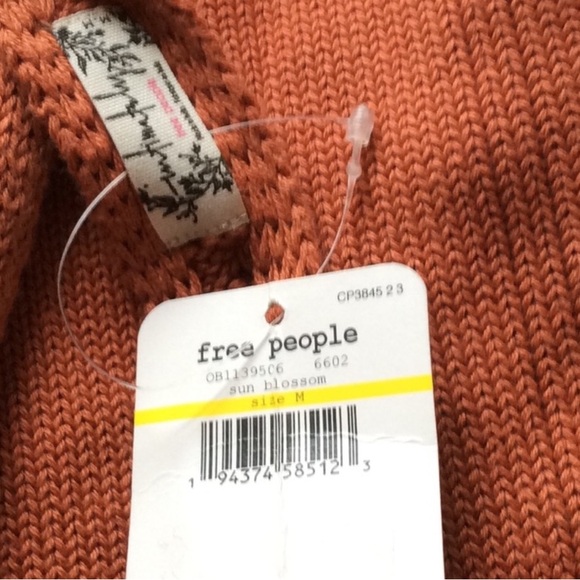 CP3845 2 3
free people
OB1139506 6602
sun blossom
size M
1 94374 58512 3